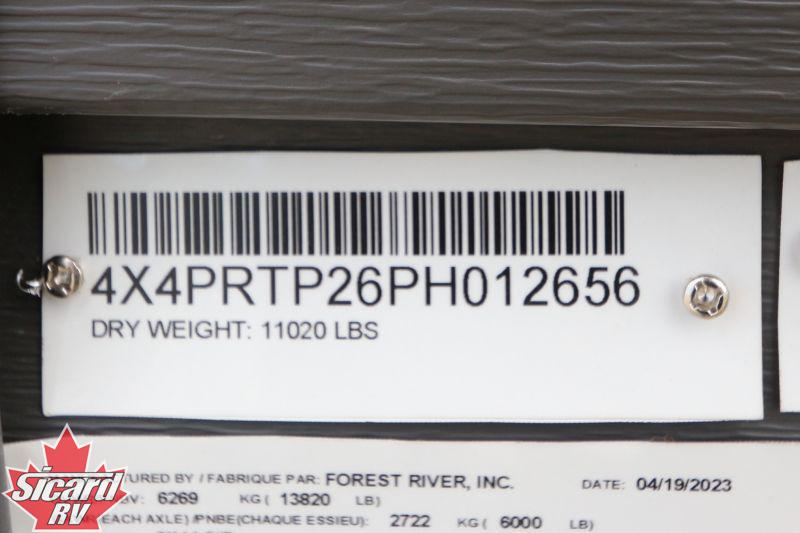 4X4PRTP26PH012656
DRY WEIGHT: 11020 LBS
BY / FABRIQUE PAR: FOREST RIVER, INC. DATE: 04/19/2023
6269 KG( 13820 LB)
EACH AXLE) /PNBE(CHAQUE ESSIEU): 2722 KG( 6000 LB)
Sicard
RV